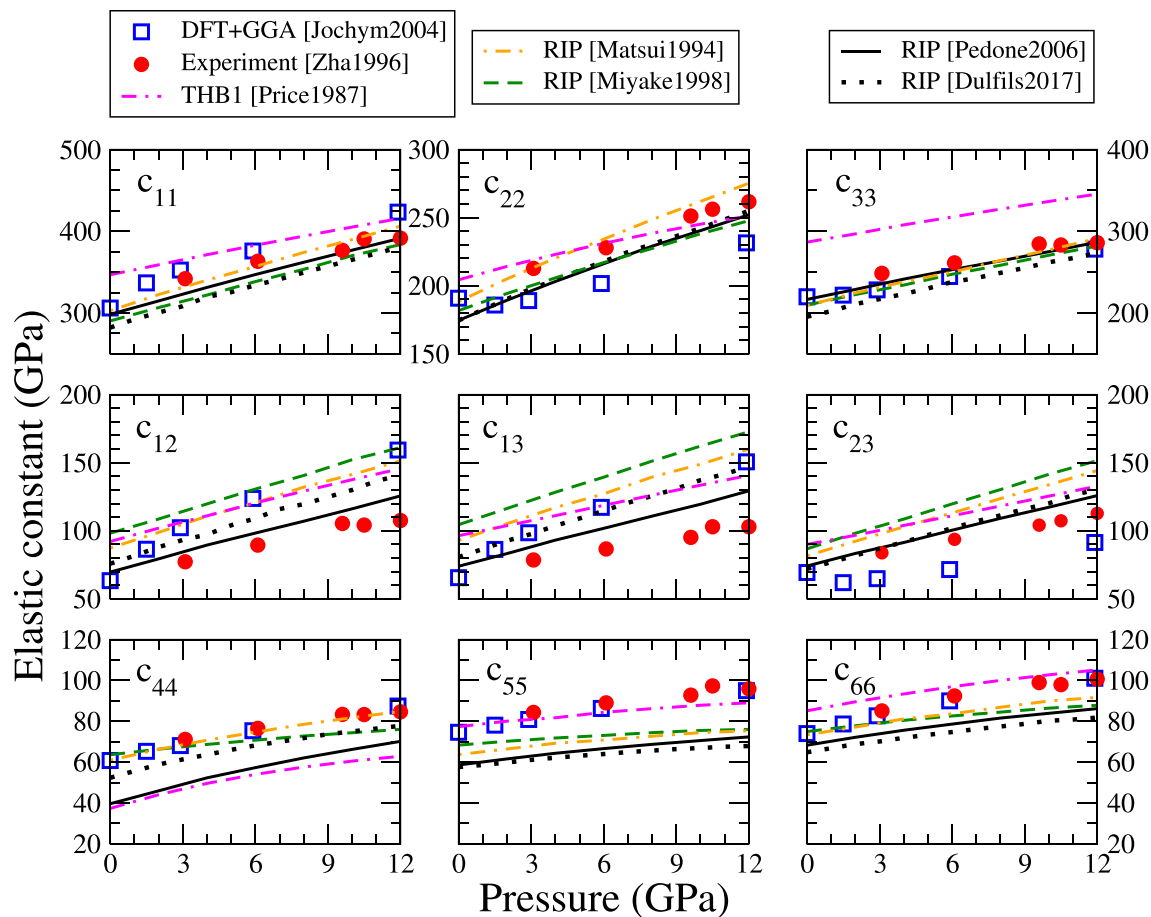 DFT+GGA [Jochym2004]
Experiment [Zha1996]
THB1 [Price1987]
RIP [Matsui1994]
RIP [Miyake1998]
RIP [Pedone2006]
RIP [Dulfils2017]
Elastic constant (GPa)
500
400
300
c11
300
250
200
150
c22
400
300
200
c33
200
150
100
50
c12
c13
200
150
100
50
c23
120
100
80
60
40
20
c44
c55
120
100
80
60
40
20
c66
0 3 6 9 12
0 3 6 9 12
0 3 6 9 12
Pressure (GPa)